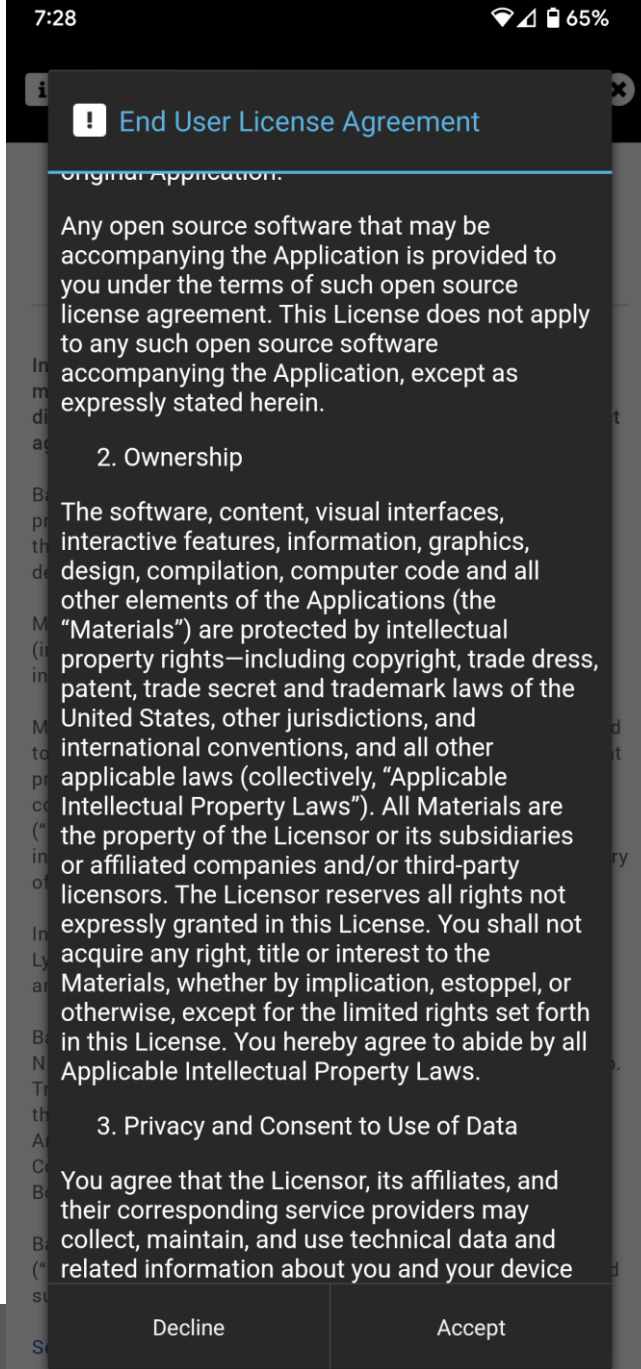 7:28
65%
End User License Agreement
original Application.
Any open source software that may be
accompanying the Application is provided to
you under the terms of such open source
license agreement. This License does not apply
to any such open source software
accompanying the Application, except as
expressly stated herein.
2. Ownership
The software, content, visual interfaces,
interactive features, information, graphics,
design, compilation, computer code and all
other elements of the Applications (the
“Materials”) are protected by intellectual
property rights—including copyright, trade dress,
patent, trade secret and trademark laws of the
United States, other jurisdictions, and
international conventions, and all other
applicable laws (collectively, “Applicable
Intellectual Property Laws”). All Materials are
the property of the Licensor or its subsidiaries
or affiliated companies and/or third-party
licensors. The Licensor reserves all rights not
expressly granted in this License. You shall not
acquire any right, title or interest to the
Materials, whether by implication, estoppel, or
otherwise, except for the limited rights set forth
in this License. You hereby agree to abide by all
Applicable Intellectual Property Laws.
3. Privacy and Consent to Use of Data
You agree that the Licensor, its affiliates, and
their corresponding service providers may
collect, maintain, and use technical data and
related information about you and your device
Decline
Accept